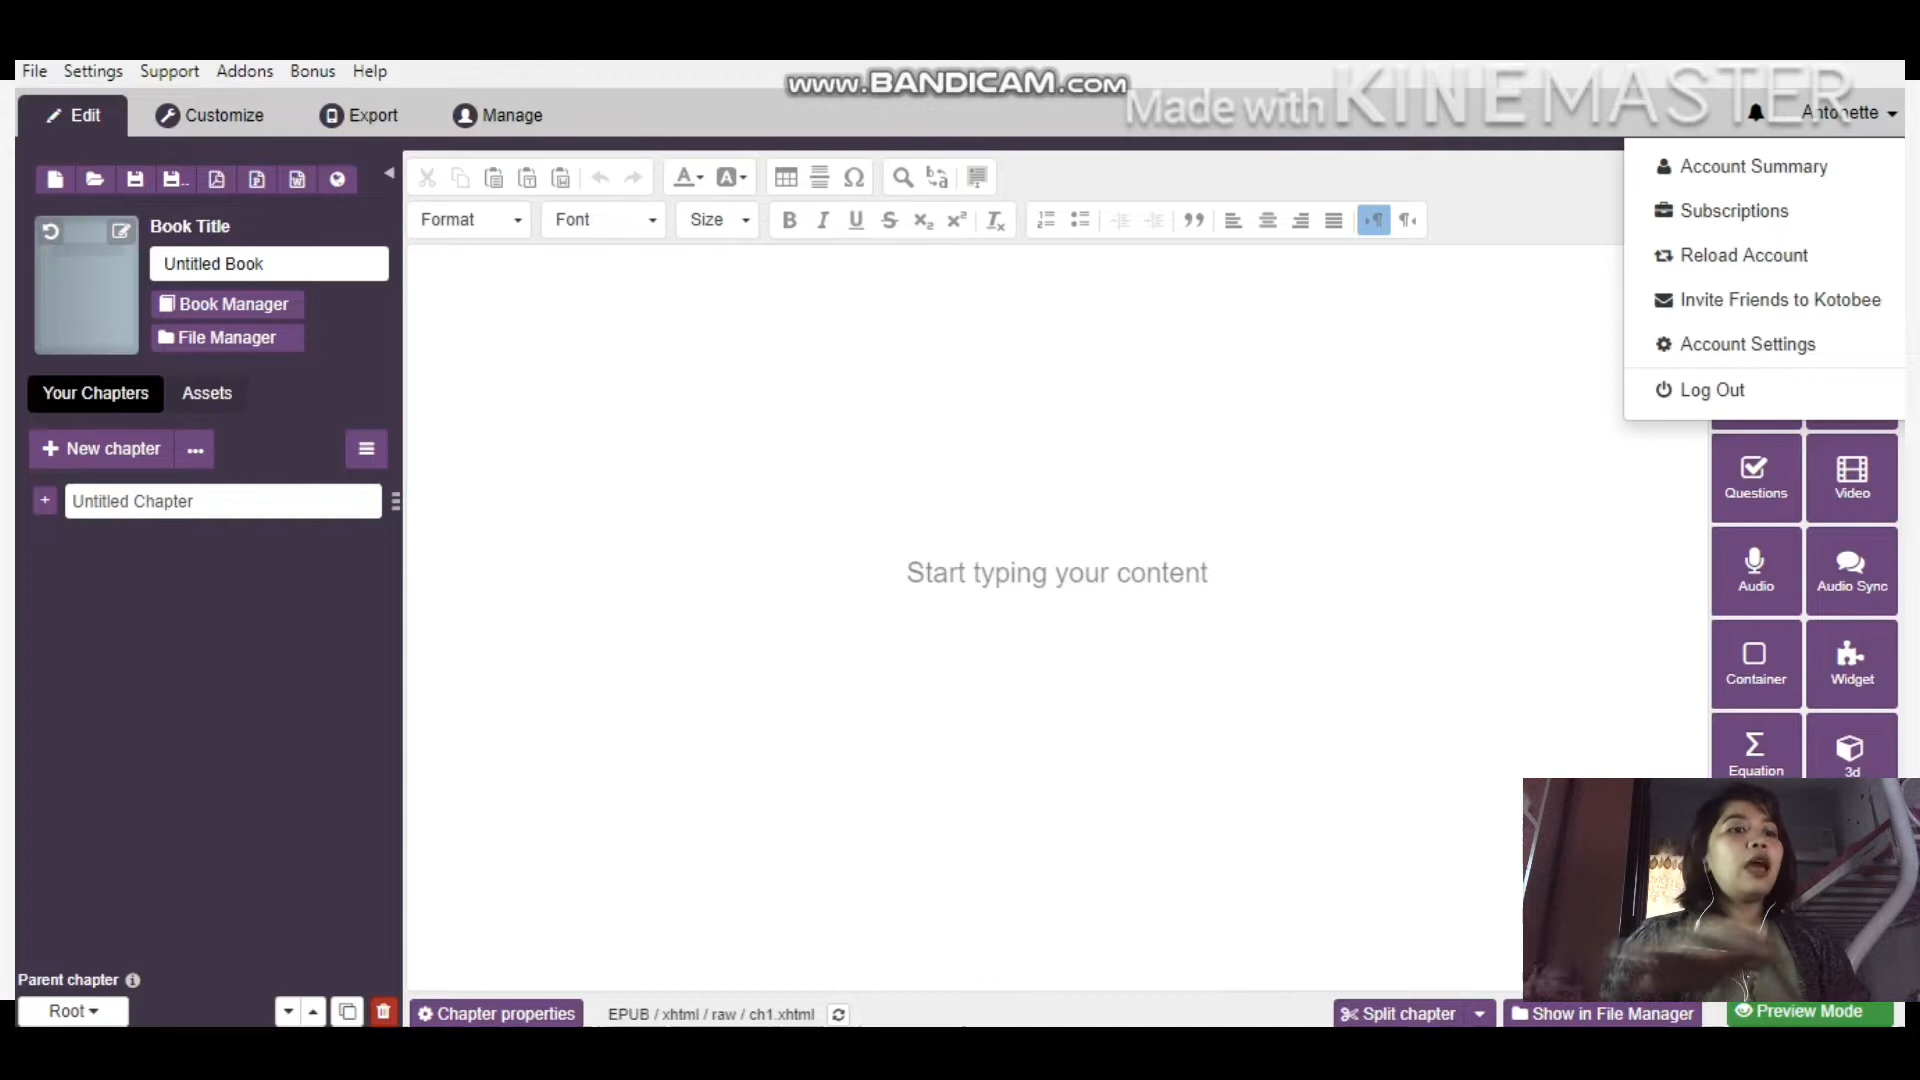 File Settings Support Addons Bonus Help
www.BANDICAM.com
Made with KINEMASTER
Edit Customize Export Manage
Antonette
Account Summary
Subscriptions
Reload Account
Invite Friends to Kotobee
Account Settings
Log Out
Book Title
Untitled Book
Book Manager
File Manager
Your Chapters Assets
New chapter
Untitled Chapter
Format Font Size
Start typing your content
Questions Video
Audio Audio Sync
Container Widget
Equation 3d
Parent chapter
Root
Chapter properties EPUB / xhtml / raw / ch1.xhtml Split chapter Show in File Manager Preview Mode